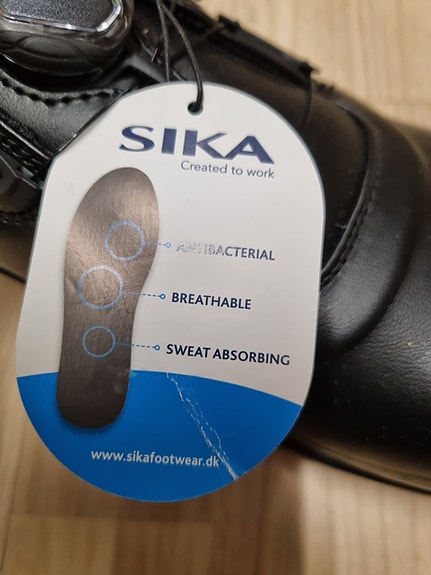 SIKA
Created to work
ANTIBACTERIAL
BREATHABLE
SWEAT ABSORBING
www.sikafootwear.dk